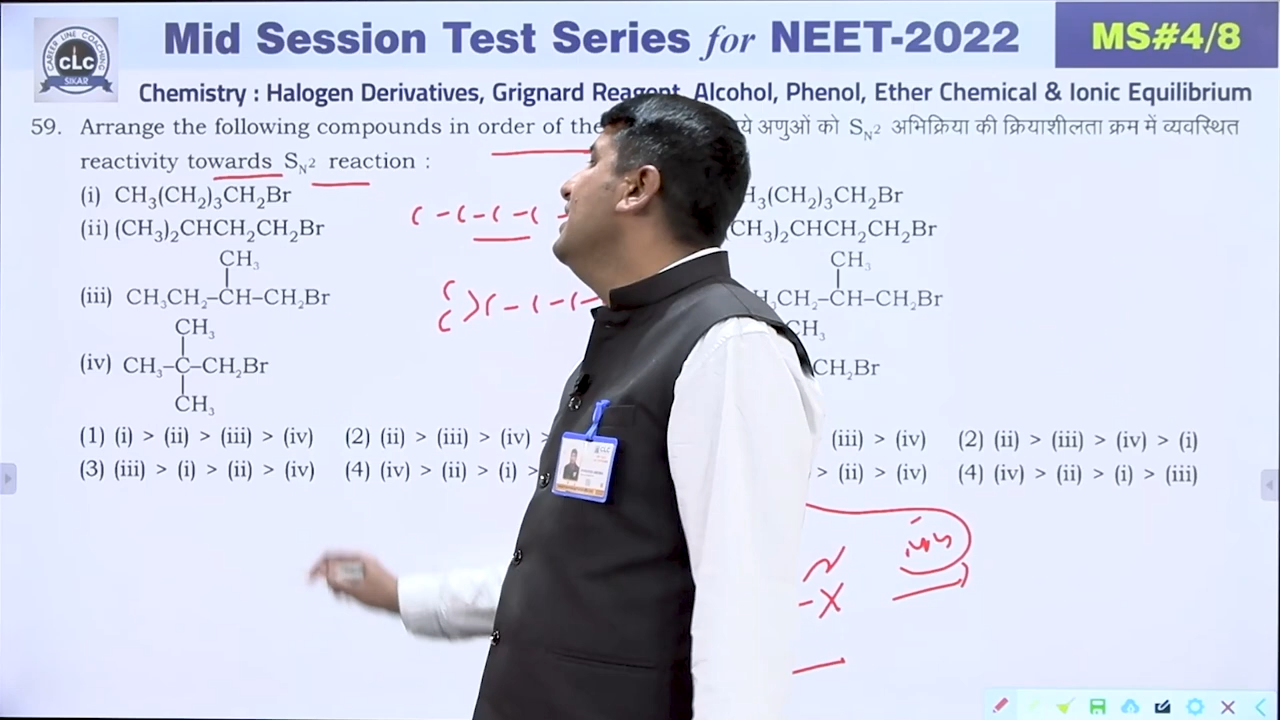 Mid Session Test Series for NEET-2022
MS#4/8
CAREER LINE COACHING
CLC
SIKAR
Chemistry : Halogen Derivatives, Grignard Reagent, Alcohol, Phenol, Ether Chemical & Ionic Equilibrium
59. Arrange the following compounds in order of the
reactivity towards S_N2 reaction :
(i) CH₃(CH₂)₃CH₂Br
(ii) (CH₃)₂CHCH₂CH₂Br
CH₃
(iii) CH₃CH₂–CH–CH₂Br
CH₃
(iv) CH₃–C–CH₂Br
CH₃
(1) (i) > (ii) > (iii) > (iv) (2) (ii) > (iii) > (iv) >
(3) (iii) > (i) > (ii) > (iv) (4) (iv) > (ii) > (i) >
ये अणुओं को S_N2 अभिक्रिया की क्रियाशीलता क्रम में व्यवस्थित
H₃(CH₂)₃CH₂Br
CH₃)₂CHCH₂CH₂Br
CH₃
H₃CH₂–CH–CH₂Br
CH₃
CH₂Br
(iii) > (iv) (2) (ii) > (iii) > (iv) > (i)
> (ii) > (iv) (4) (iv) > (ii) > (i) > (iii)
C-C-C-C
C
C>C-C-C-
-X
CLC